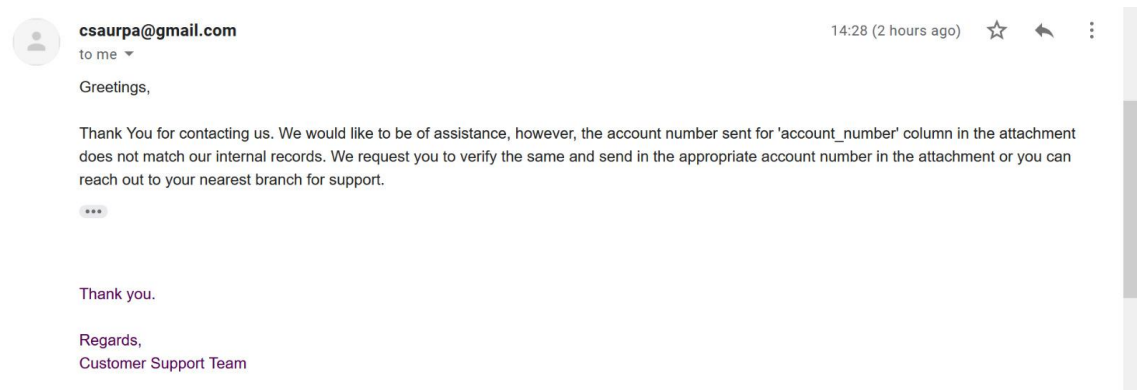 csaurpa@gmail.com
14:28 (2 hours ago)
to me
Greetings,
Thank You for contacting us. We would like to be of assistance, however, the account number sent for 'account_number' column in the attachment
does not match our internal records. We request you to verify the same and send in the appropriate account number in the attachment or you can
reach out to your nearest branch for support.
Thank you.
Regards,
Customer Support Team